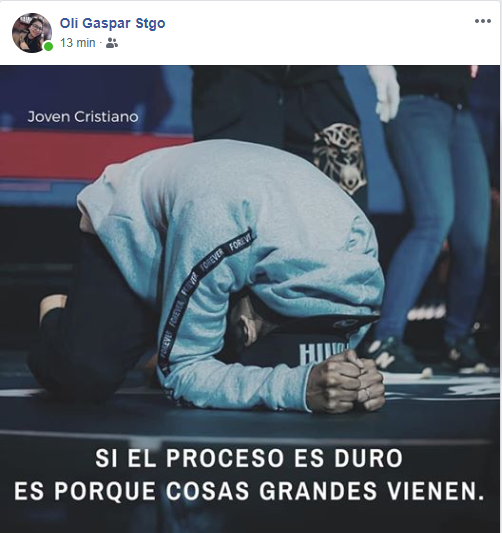 Oli Gaspar Stgo
13 min ·
Joven Cristiano
FOREVER FOREVER FOREVER FOREVER
SI EL PROCESO ES DURO
ES PORQUE COSAS GRANDES VIENEN.